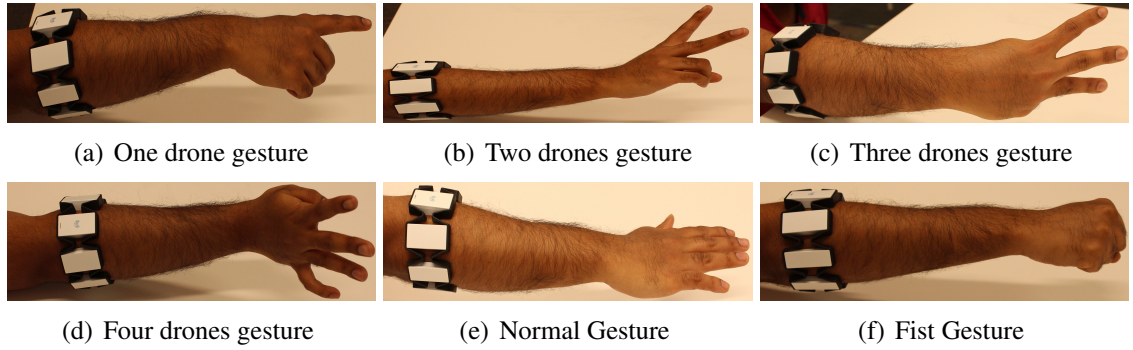 (a) One drone gesture
(b) Two drones gesture
(c) Three drones gesture
(d) Four drones gesture
(e) Normal Gesture
(f) Fist Gesture